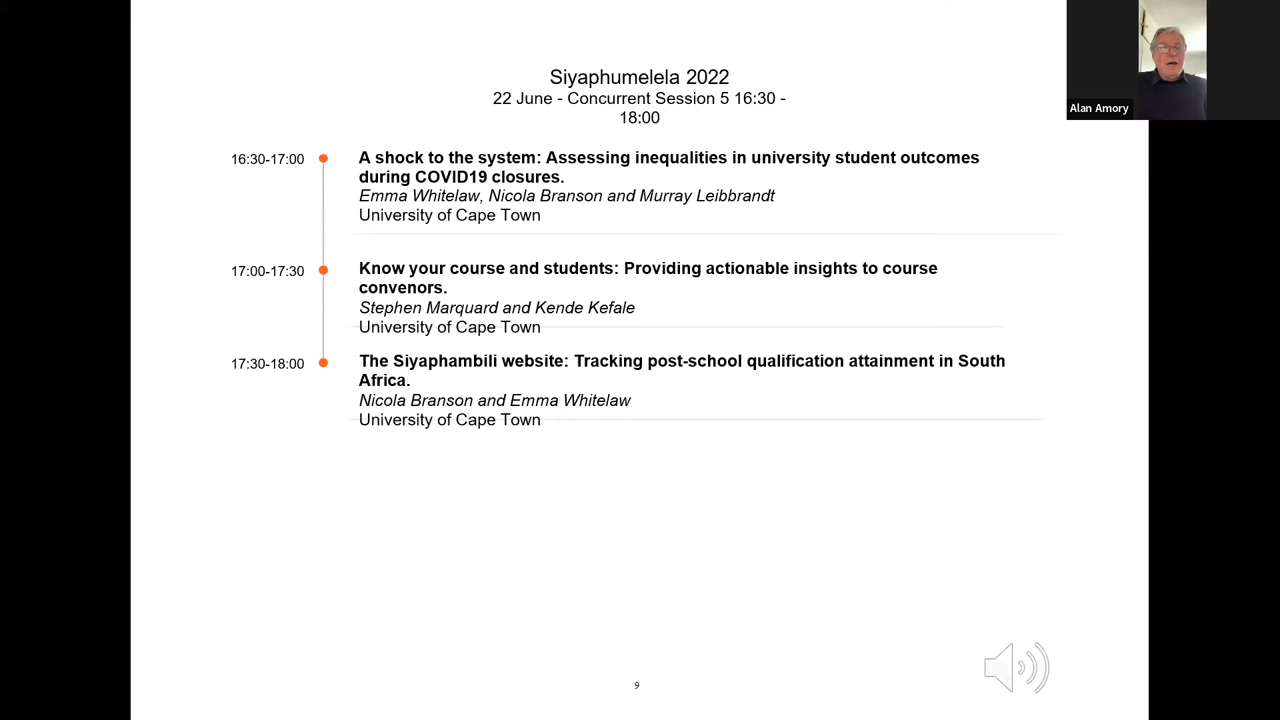 Siyaphumelela 2022
22 June - Concurrent Session 5 16:30 -
18:00
Alan Amory
16:30-17:00
A shock to the system: Assessing inequalities in university student outcomes
during COVID19 closures.
Emma Whitelaw, Nicola Branson and Murray Leibbrandt
University of Cape Town
17:00-17:30
Know your course and students: Providing actionable insights to course
convenors.
Stephen Marquard and Kende Kefale
University of Cape Town
17:30-18:00
The Siyaphambili website: Tracking post-school qualification attainment in South
Africa.
Nicola Branson and Emma Whitelaw
University of Cape Town
9